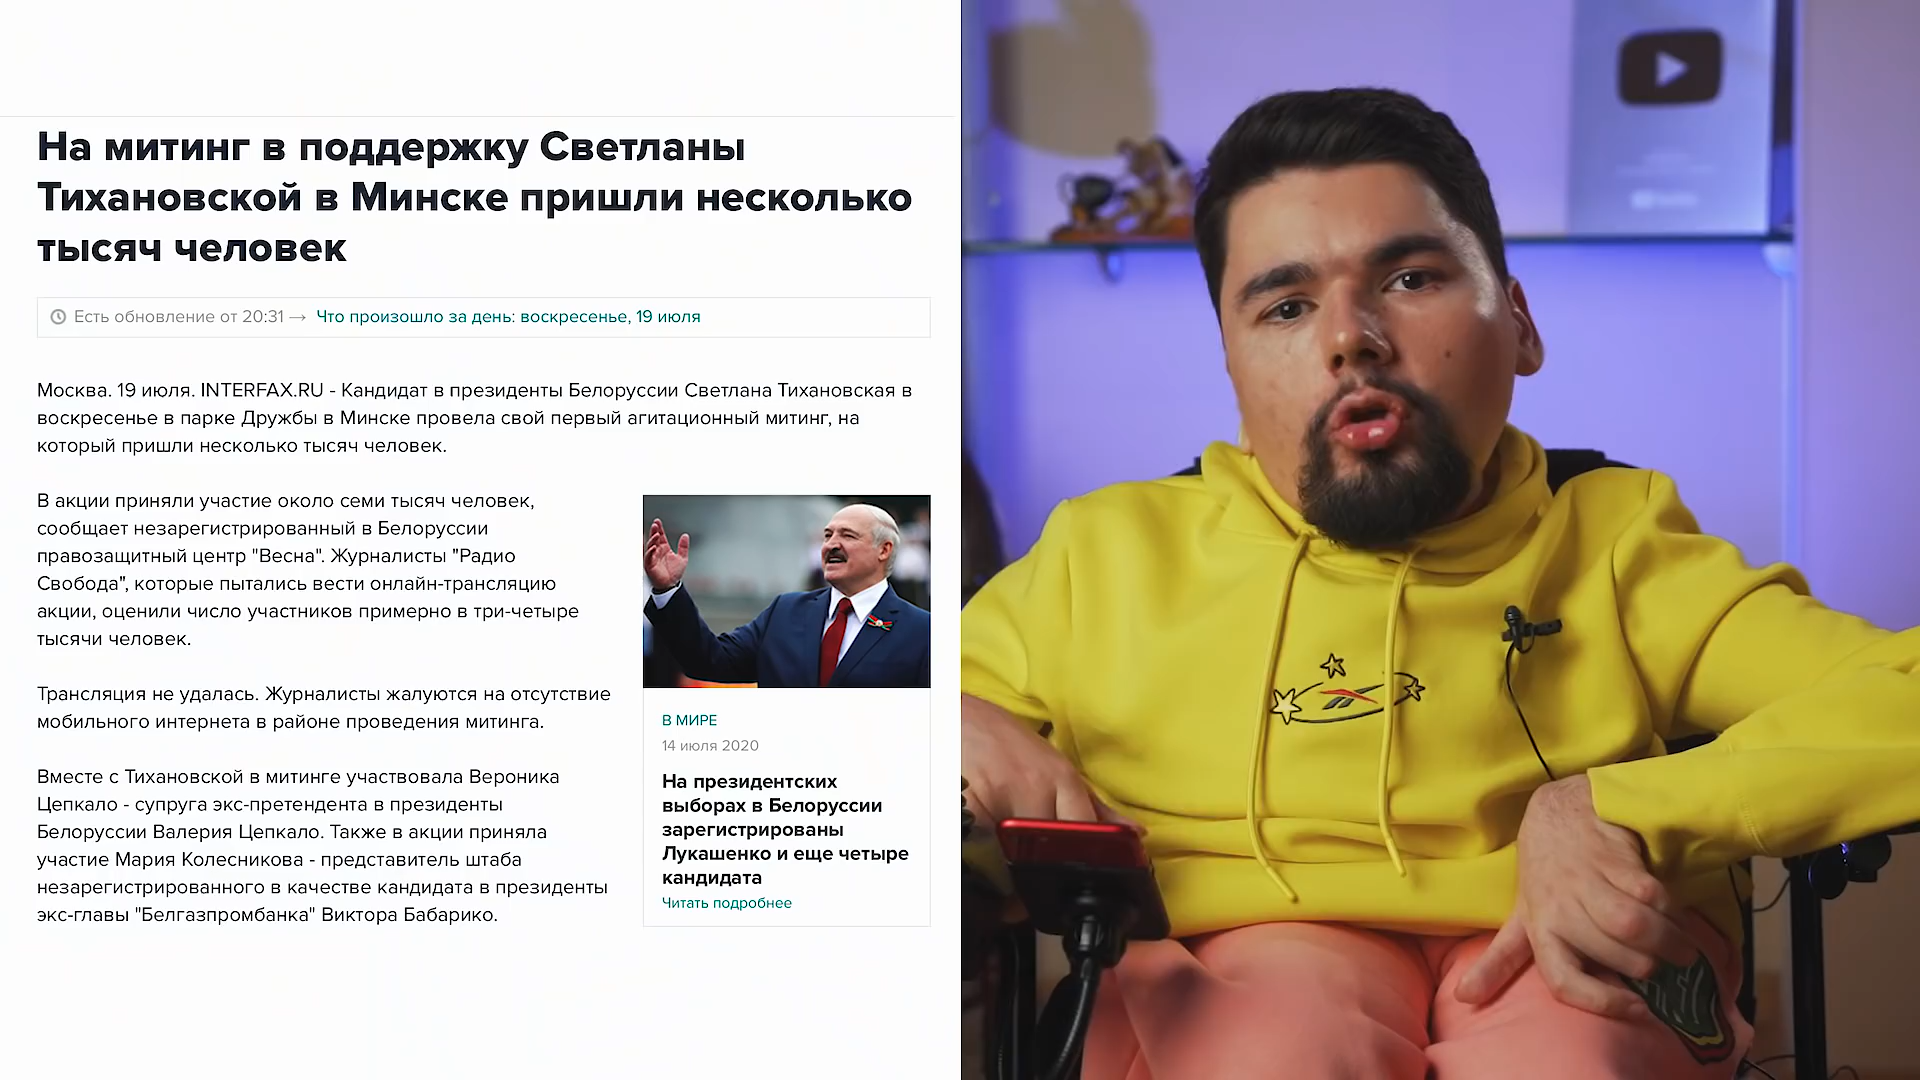 На митинг в поддержку Светланы
Тихановской в Минске пришли несколько
тысяч человек
Есть обновление от 20:31 → Что произошло за день: воскресенье, 19 июля
Москва. 19 июля. INTERFAX.RU - Кандидат в президенты Белоруссии Светлана Тихановская в
воскресенье в парке Дружбы в Минске провела свой первый агитационный митинг, на
который пришли несколько тысяч человек.
В акции приняли участие около семи тысяч человек,
сообщает незарегистрированный в Белоруссии
правозащитный центр "Весна". Журналисты "Радио
Свобода", которые пытались вести онлайн-трансляцию
акции, оценили число участников примерно в три-четыре
тысячи человек.
Трансляция не удалась. Журналисты жалуются на отсутствие
мобильного интернета в районе проведения митинга.
Вместе с Тихановской в митинге участвовала Вероника
Цепкало - супруга экс-претендента в президенты
Белоруссии Валерия Цепкало. Также в акции приняла
участие Мария Колесникова - представитель штаба
незарегистрированного в качестве кандидата в президенты
экс-главы "Белгазпромбанка" Виктора Бабарико.
В МИРЕ
14 июля 2020
На президентских
выборах в Белоруссии
зарегистрированы
Лукашенко и еще четыре
кандидата
Читать подробнее